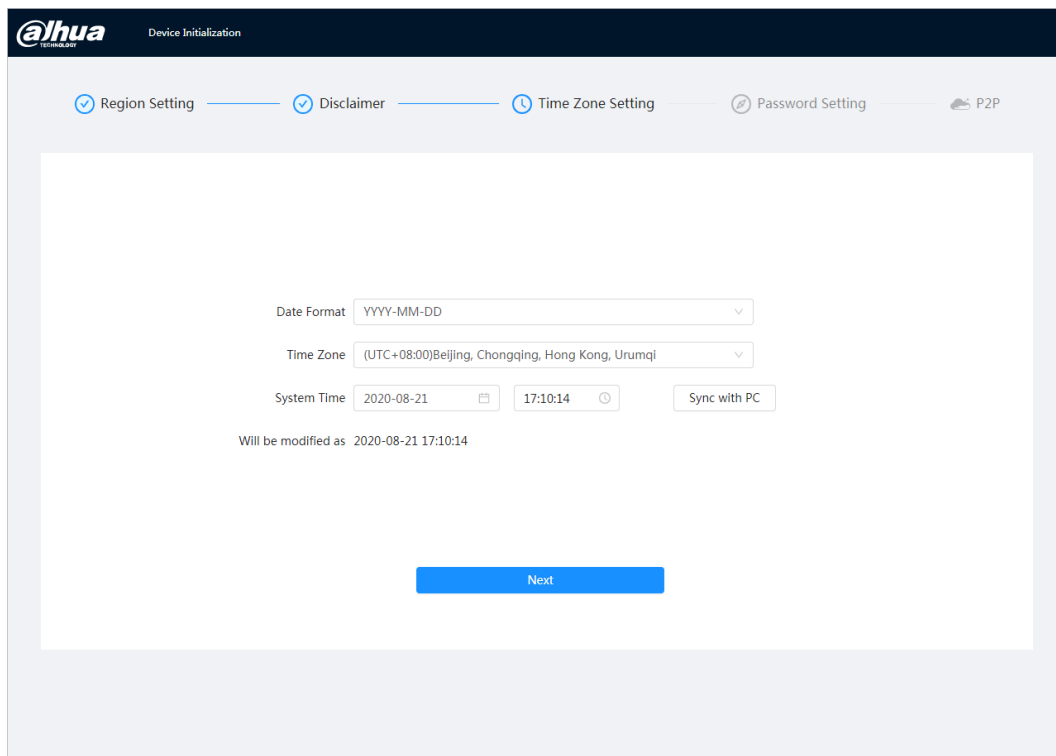 alhua
TECHNOLOGY
Device Initialization
Region Setting
Disclaimer
Time Zone Setting
Password Setting
P2P
Date Format YYYY-MM-DD
Time Zone (UTC+08:00)Beijing, Chongqing, Hong Kong, Urumqi
System Time 2020-08-21 17:10:14 Sync with PC
Will be modified as 2020-08-21 17:10:14
Next